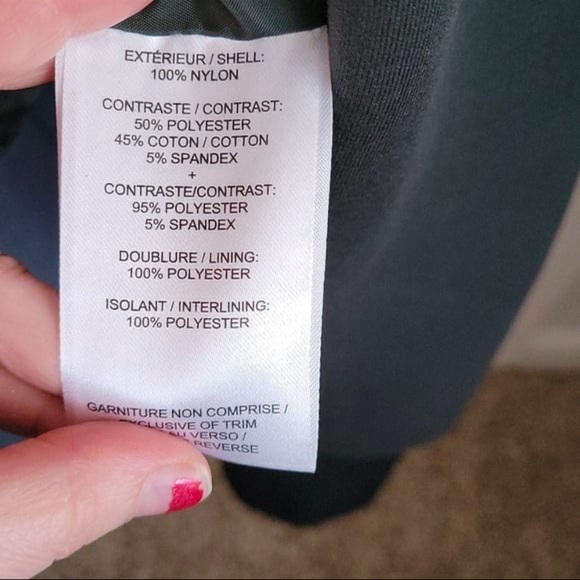 EXTÉRIEUR / SHELL:
100% NYLON
CONTRASTE / CONTRAST:
50% POLYESTER
45% COTON / COTTON
5% SPANDEX
+
CONTRASTE/CONTRAST:
95% POLYESTER
5% SPANDEX
DOUBLURE / LINING:
100% POLYESTER
ISOLANT / INTERLINING:
100% POLYESTER
GARNITURE NON COMPRISE /
EXCLUSIVE OF TRIM
VERSO /
REVERSE